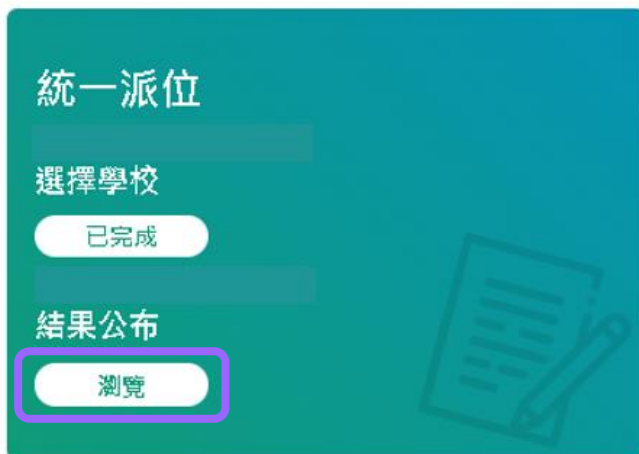 統一派位
選擇學校
已完成
結果公布
瀏覽